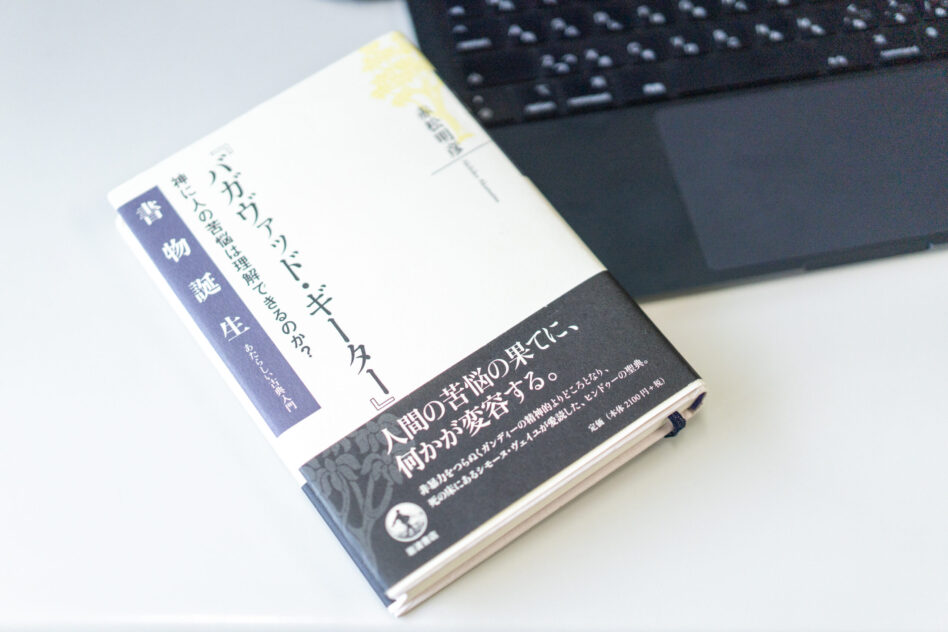 赤松明彦
『バガヴァッド・ギーター』
神に人の苦悩は理解できるのか?
書物誕生
あたらしい古典入門
人間の苦悩の果てに、
何かが変容する。
非暴力をつらぬくガンディーの精神的よりどころとなり、
死の床にあるシモーヌ・ヴェイユが愛読した、ヒンドゥーの聖典。
定価(本体2100円+税)
岩波書店